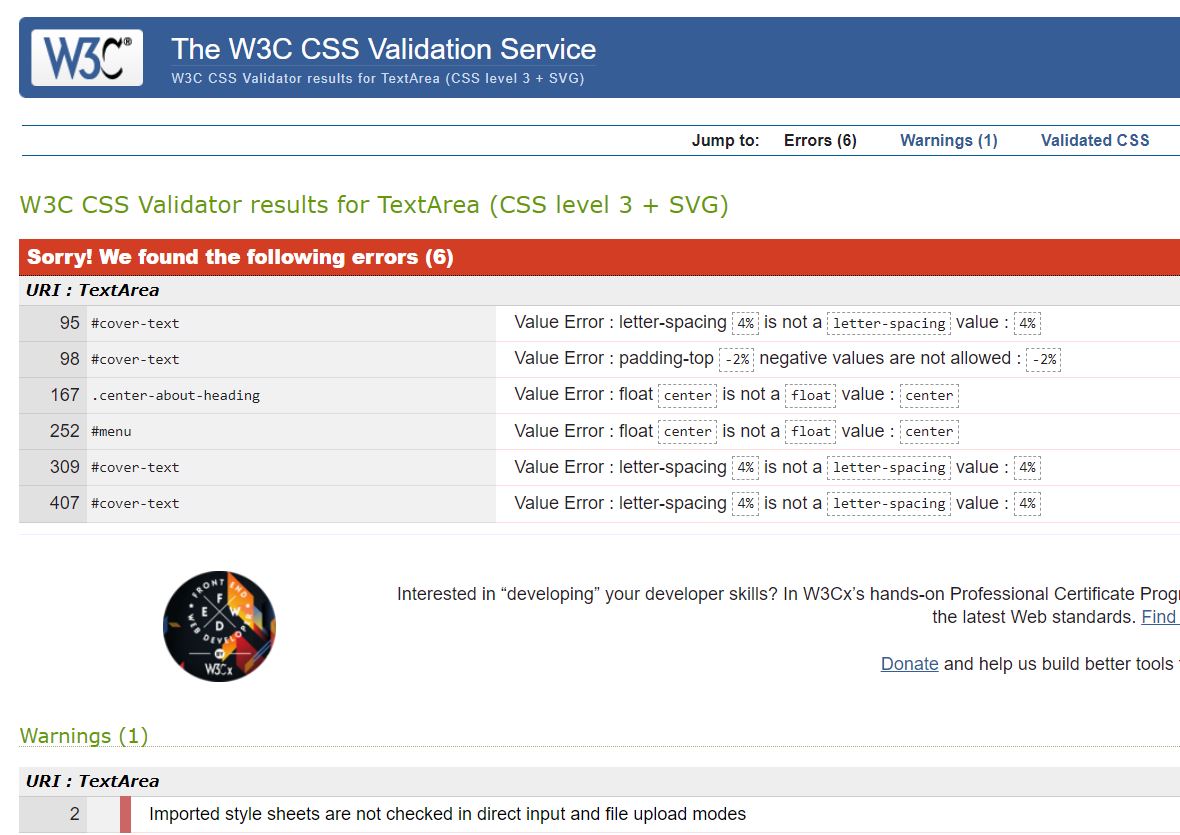 W3C®
The W3C CSS Validation Service
W3C CSS Validator results for TextArea (CSS level 3 + SVG)
Jump to: Errors (6) Warnings (1) Validated CSS
W3C CSS Validator results for TextArea (CSS level 3 + SVG)
Sorry! We found the following errors (6)
URI : TextArea
95 #cover-text Value Error : letter-spacing 4% is not a letter-spacing value : 4%
98 #cover-text Value Error : padding-top -2% negative values are not allowed : -2%
167 .center-about-heading Value Error : float center is not a float value : center
252 #menu Value Error : float center is not a float value : center
309 #cover-text Value Error : letter-spacing 4% is not a letter-spacing value : 4%
407 #cover-text Value Error : letter-spacing 4% is not a letter-spacing value : 4%
FRONT END
F
E W
D
WEB DEVELOPER
BY
W3Cx
Interested in “developing” your developer skills? In W3Cx’s hands-on Professional Certificate Progr
the latest Web standards. Find
Donate and help us build better tools
Warnings (1)
URI : TextArea
2 Imported style sheets are not checked in direct input and file upload modes